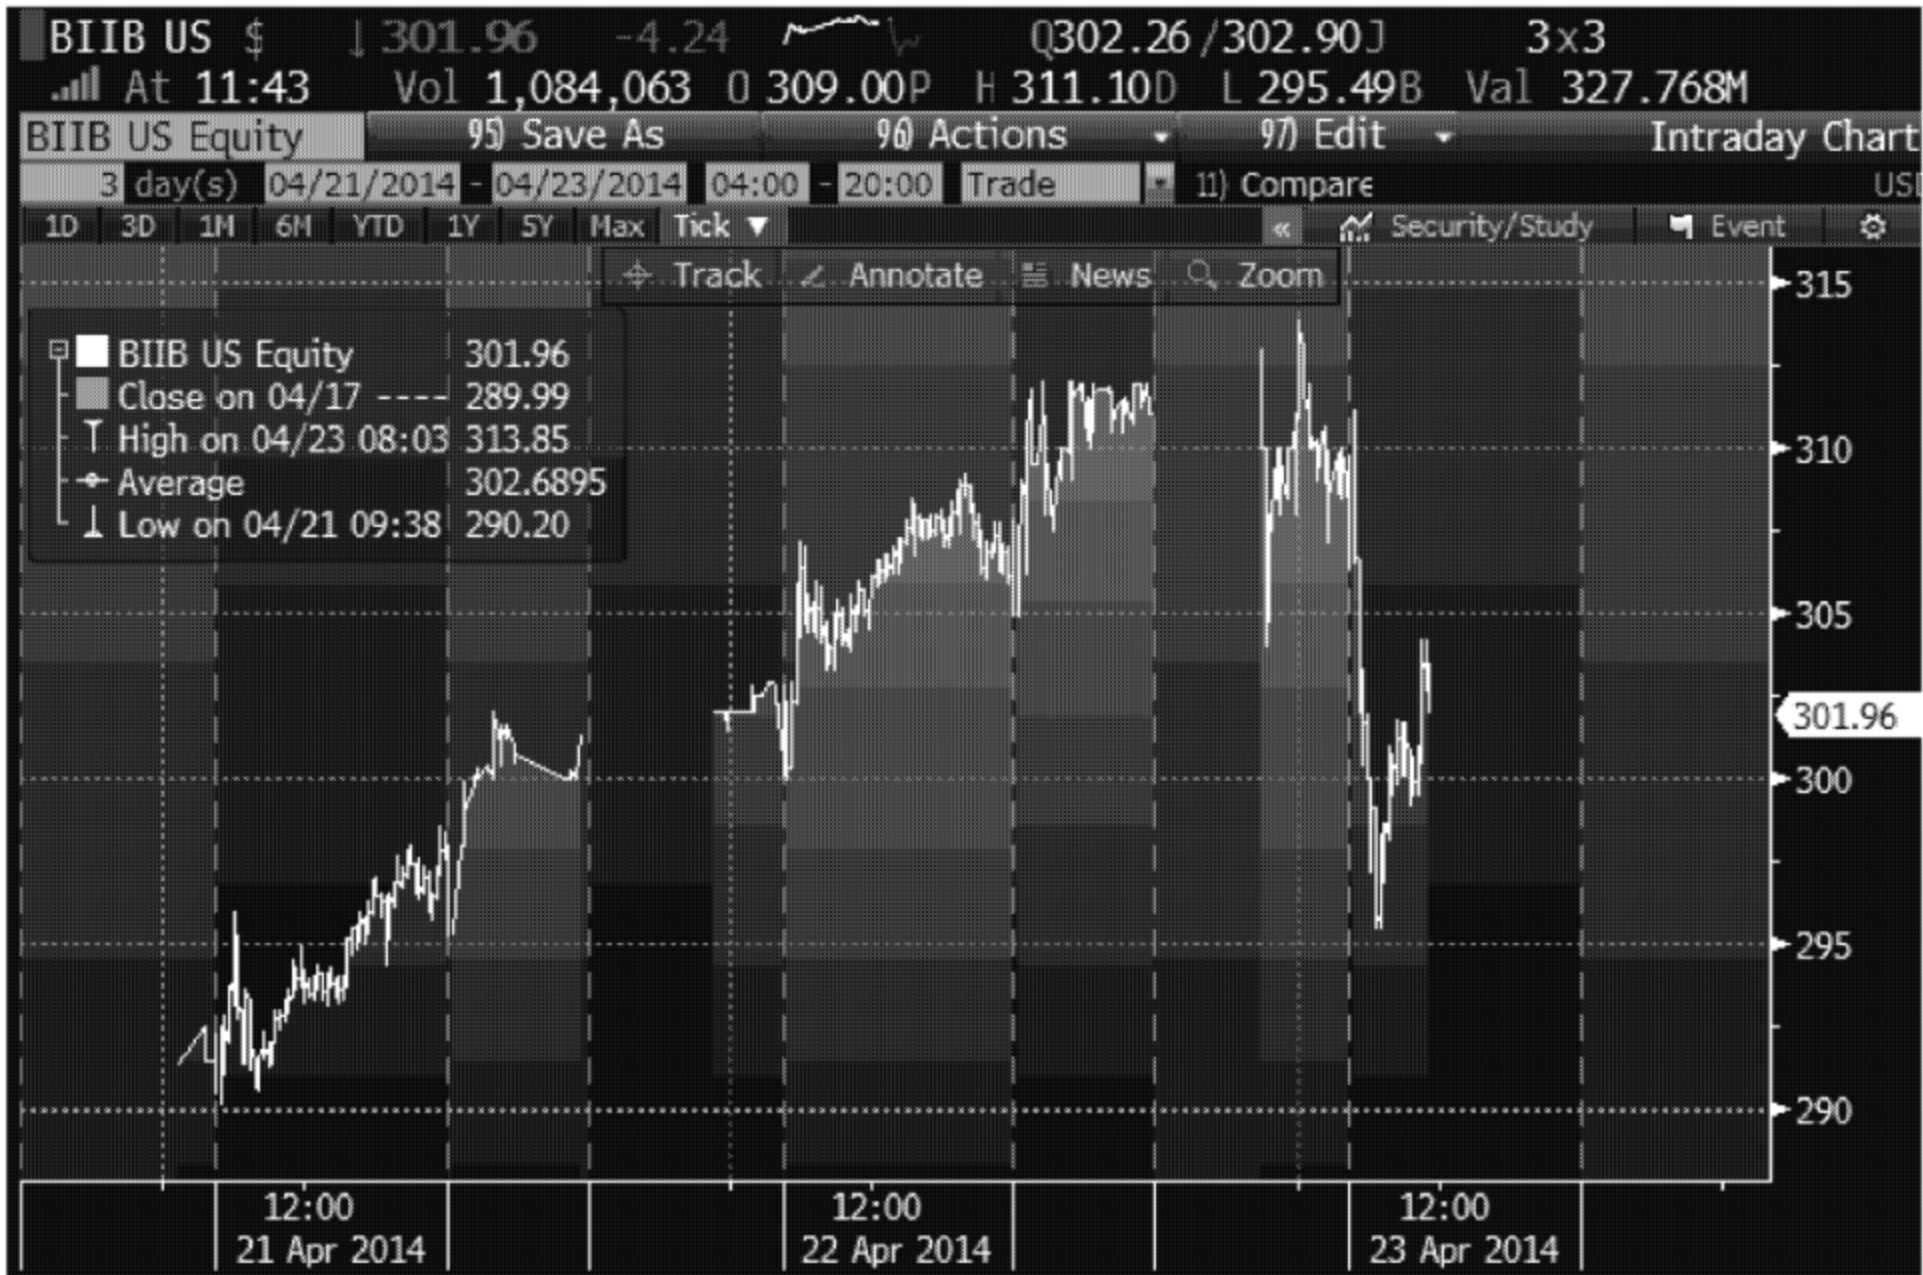 BIIB US $ ↓301.96 -4.24 Q302.26/302.90J 3x3
At 11:43 Vol 1,084,063 O 309.00P H 311.10D L 295.49B Val 327.768M
BIIB US Equity 95) Save As 96) Actions 97) Edit Intraday Chart
3 day(s) 04/21/2014 - 04/23/2014 04:00 - 20:00 Trade 11) Compare
1D 3D 1M 6M YTD 1Y 5Y Max Tick ▼ « Security/Study Event
Track Annotate News Zoom
BIIB US Equity 301.96
Close on 04/17 ---- 289.99
High on 04/23 08:03 313.85
Average 302.6895
Low on 04/21 09:38 290.20
315
310
305
301.96
300
295
290
12:00 12:00 12:00
21 Apr 2014 22 Apr 2014 23 Apr 2014